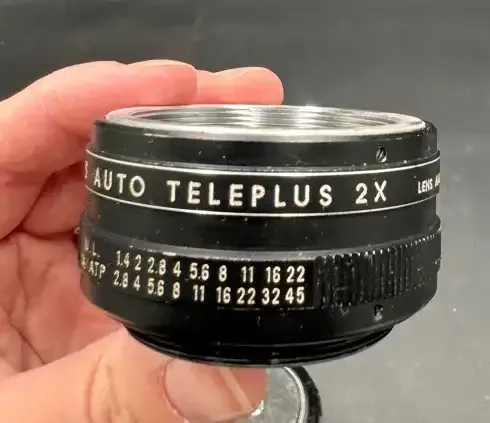 AUTO TELEPLUS 2X LENS
1.4 2 2.8 4 5.6 8 11 16 22
ATP 2.8 4 5.6 8 11 16 22 32 45